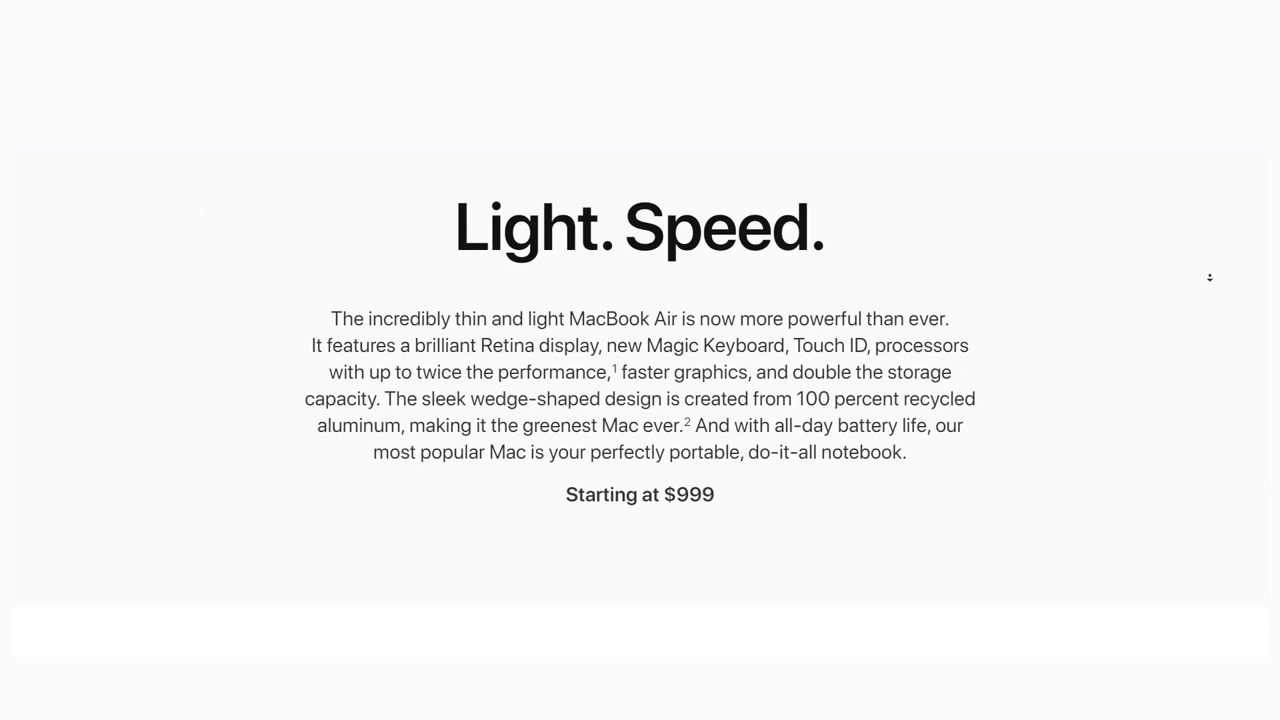 Light. Speed.
The incredibly thin and light MacBook Air is now more powerful than ever.
It features a brilliant Retina display, new Magic Keyboard, Touch ID, processors
with up to twice the performance,¹ faster graphics, and double the storage
capacity. The sleek wedge-shaped design is created from 100 percent recycled
aluminum, making it the greenest Mac ever.² And with all-day battery life, our
most popular Mac is your perfectly portable, do-it-all notebook.
Starting at $999